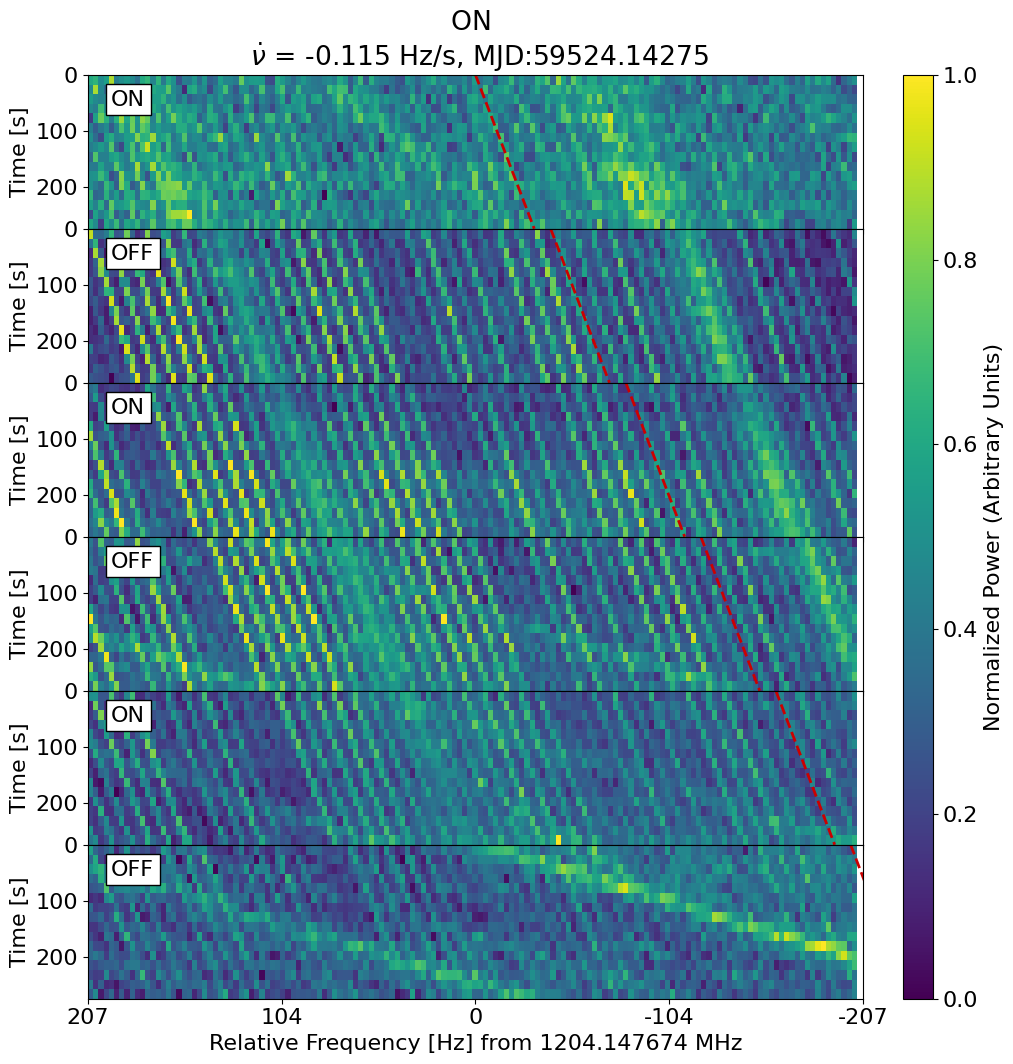 ON
ν̇ = -0.115 Hz/s, MJD:59524.14275
0
ON
100
Time [s]
200
0
OFF
100
Time [s]
200
0
ON
100
Time [s]
200
0
OFF
100
Time [s]
200
0
ON
100
Time [s]
200
0
OFF
100
Time [s]
200
207 104 0 -104 -207
Relative Frequency [Hz] from 1204.147674 MHz
1.0
0.8
0.6
0.4
0.2
0.0
Normalized Power (Arbitrary Units)